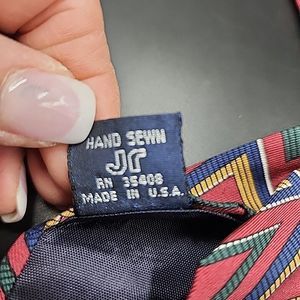 HAND SEWN
JR
RN 35408
MADE IN U.S.A.